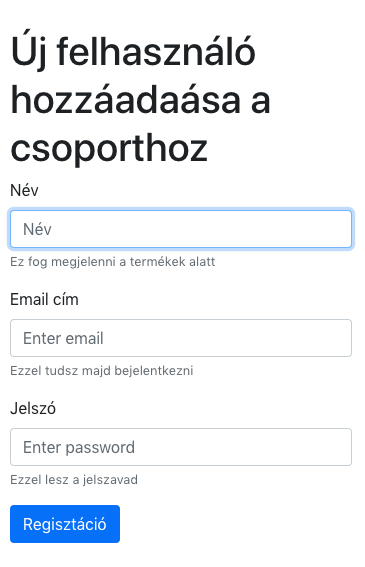 Új felhasználó
hozzáadaása a
csoporthoz
Név
Név
Ez fog megjelenni a termékek alatt
Email cím
Enter email
Ezzel tudsz majd bejelentkezni
Jelszó
Enter password
Ezzel lesz a jelszavad
Regisztáció